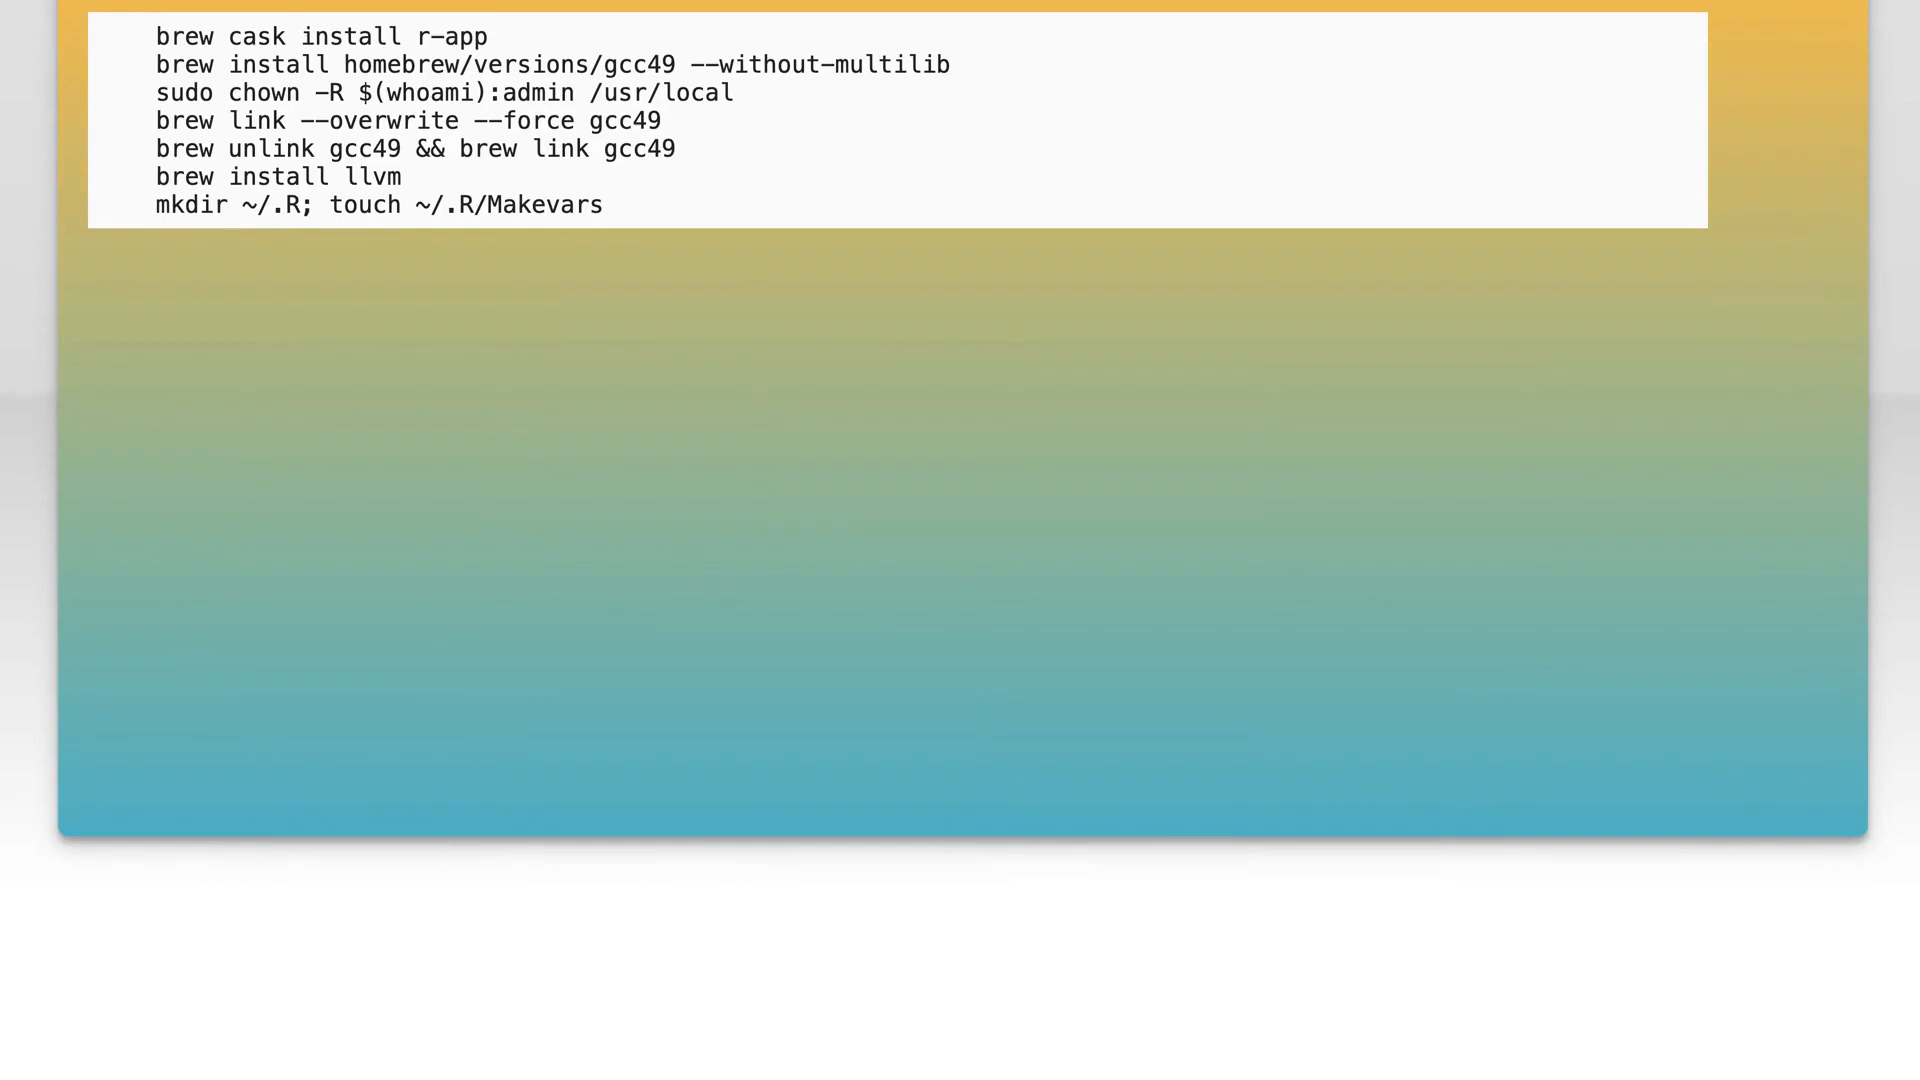 brew cask install r-app
brew install homebrew/versions/gcc49 --without-multilib
sudo chown -R $(whoami):admin /usr/local
brew link --overwrite --force gcc49
brew unlink gcc49 && brew link gcc49
brew install llvm
mkdir ~/.R; touch ~/.R/Makevars